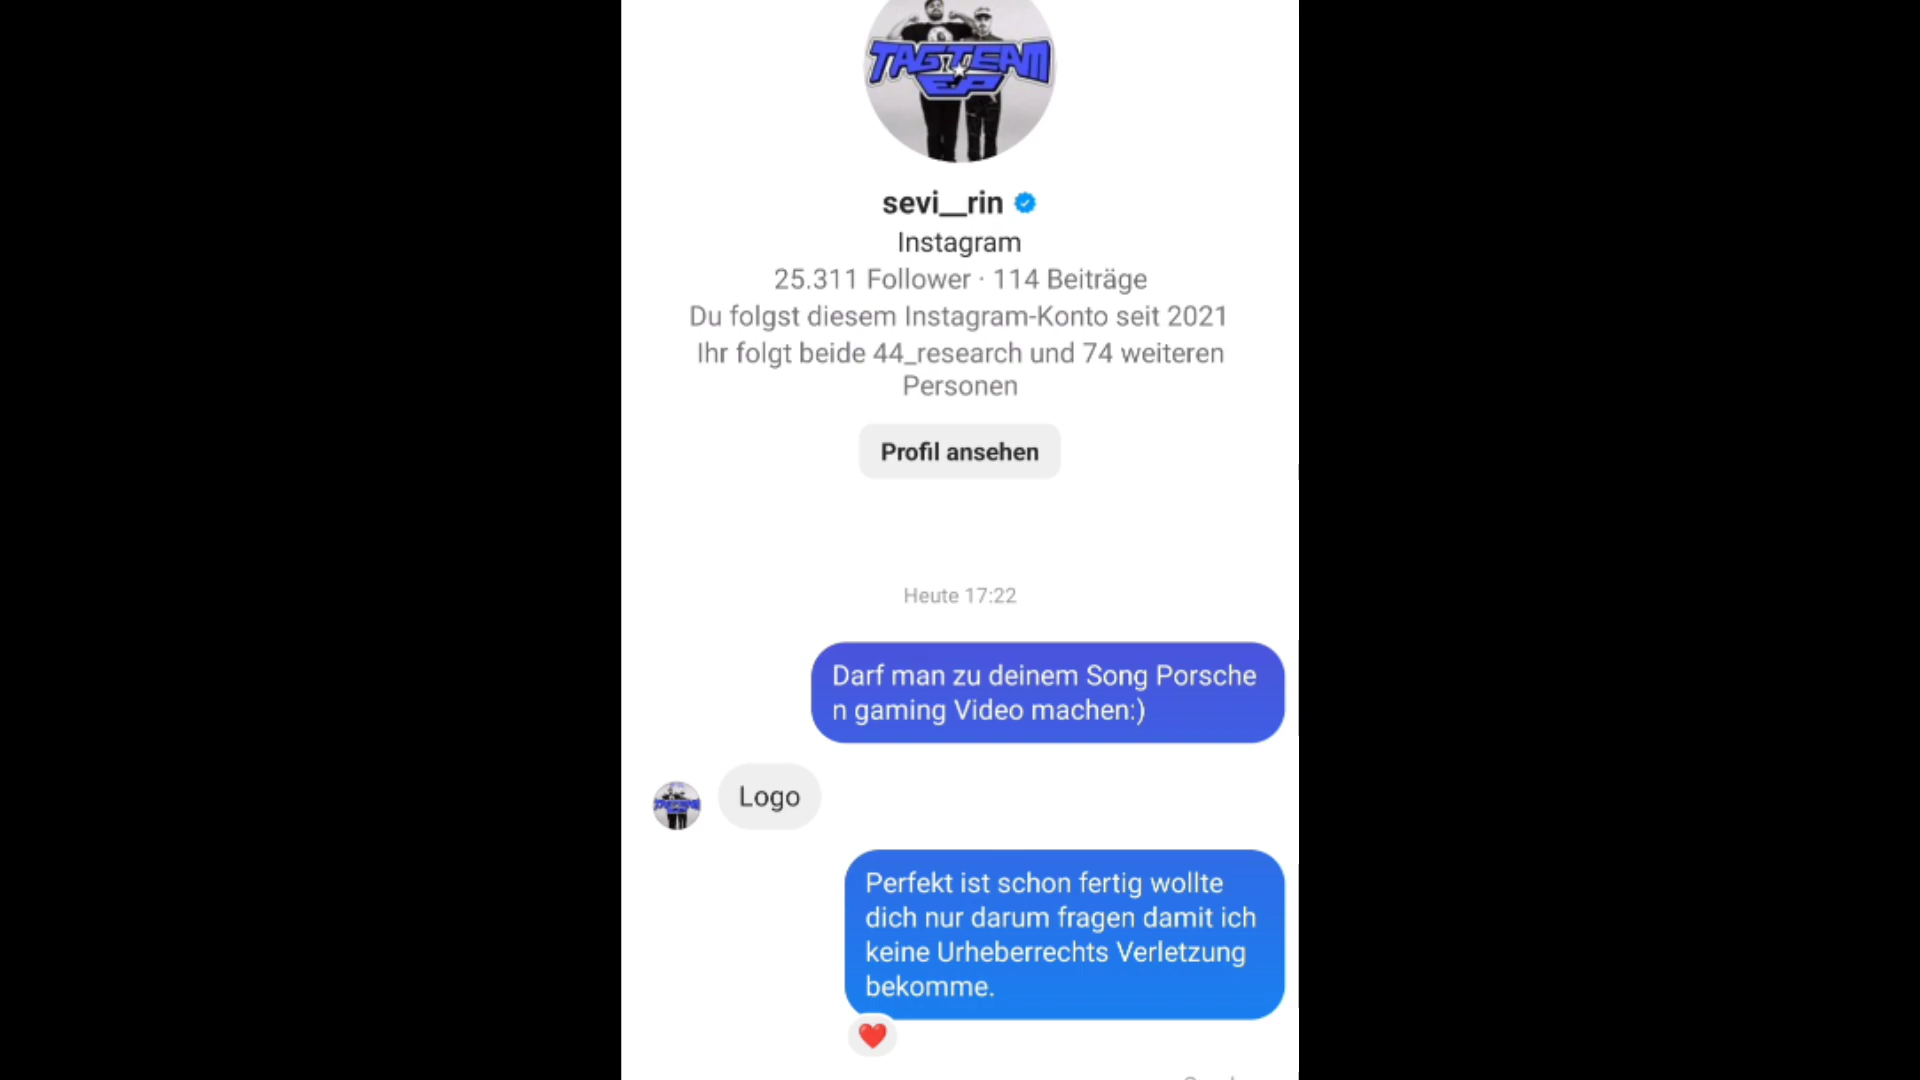 TAGTEAM
EP
sevi__rin
Instagram
25.311 Follower · 114 Beiträge
Du folgst diesem Instagram-Konto seit 2021
Ihr folgt beide 44_research und 74 weiteren
Personen
Profil ansehen
Heute 17:22
Darf man zu deinem Song Porsche
n gaming Video machen:)
Logo
Perfekt ist schon fertig wollte
dich nur darum fragen damit ich
keine Urheberrechts Verletzung
bekomme.